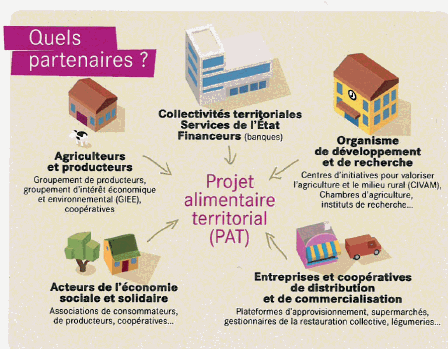 Quels
partenaires ?
Collectivités territoriales
Services de l'État
Financeurs (banques)
Agriculteurs
et producteurs
Groupement de producteurs,
groupement d'intérêt économique
et environnemental (GIEE),
coopératives
Organisme
de développement
et de recherche
Centres d'initiatives pour valoriser
l'agriculture et le milieu rural (CIVAM),
Chambres d'agriculture,
instituts de recherche...
Projet
alimentaire
territorial
(PAT)
Acteurs de l'économie
sociale et solidaire
Associations de consommateurs,
de producteurs, coopératives...
Entreprises et coopératives
de distribution
et de commercialisation
Plateformes d'approvisionnement, supermarchés,
gestionnaires de la restauration collective, légumeries...